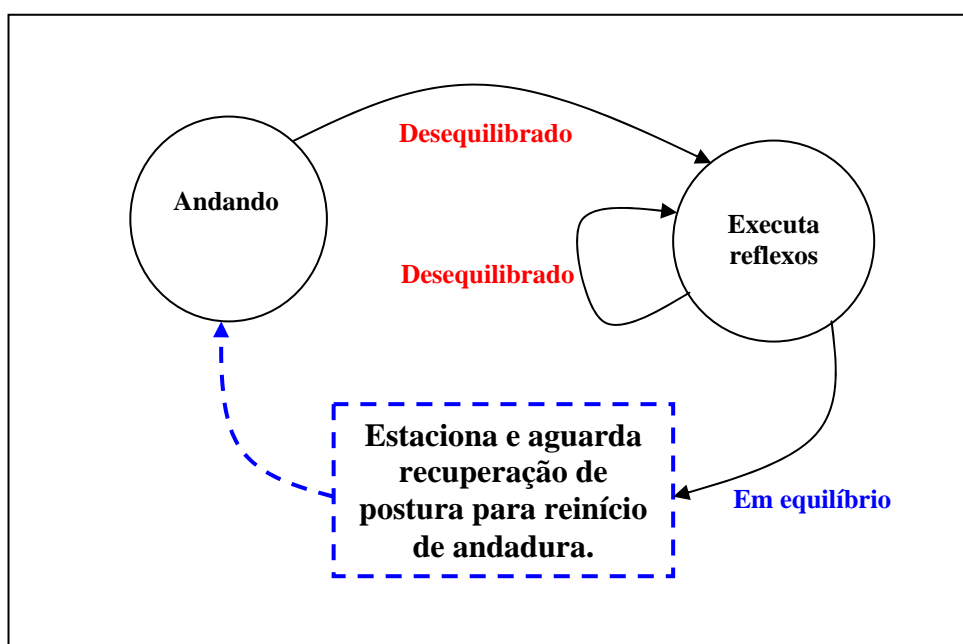 Desequilibrado
Andando
Executa
reflexos
Desequilibrado
Estaciona e aguarda
recuperação de
postura para reinício
de andadura.
Em equilíbrio